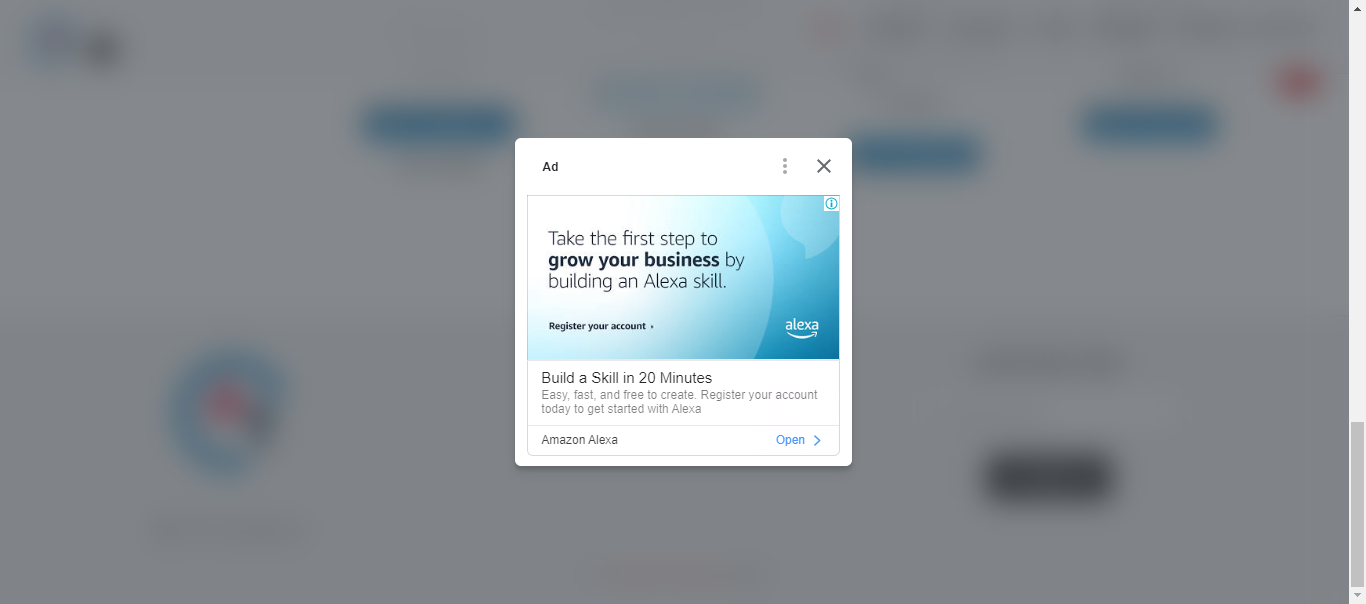 Ad
Take the first step to
grow your business by
building an Alexa skill.
Register your account ›
alexa
Build a Skill in 20 Minutes
Easy, fast, and free to create. Register your account
today to get started with Alexa
Amazon Alexa
Open